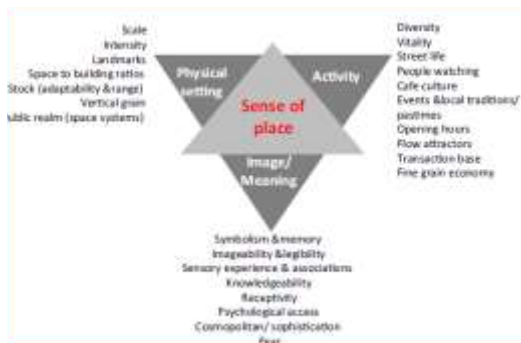 Scale
Intensity
Landmarks
Space to building ratios
Stock (adaptability & range)
Vertical grain
ublic realm (space systems)
Physical
setting
Activity
Sense of
place
Image/
Meaning
Diversity
Vitality
Street life
People watching
Cafe culture
Events &local traditions/
pastimes
Opening hours
Flow attractors
Transaction base
Fine grain economy
Symbolism &memory
Imageability &legibility
Sensory experience & associations
Knowledgeability
Receptivity
Psychological access
Cosmopolitan/ sophistication